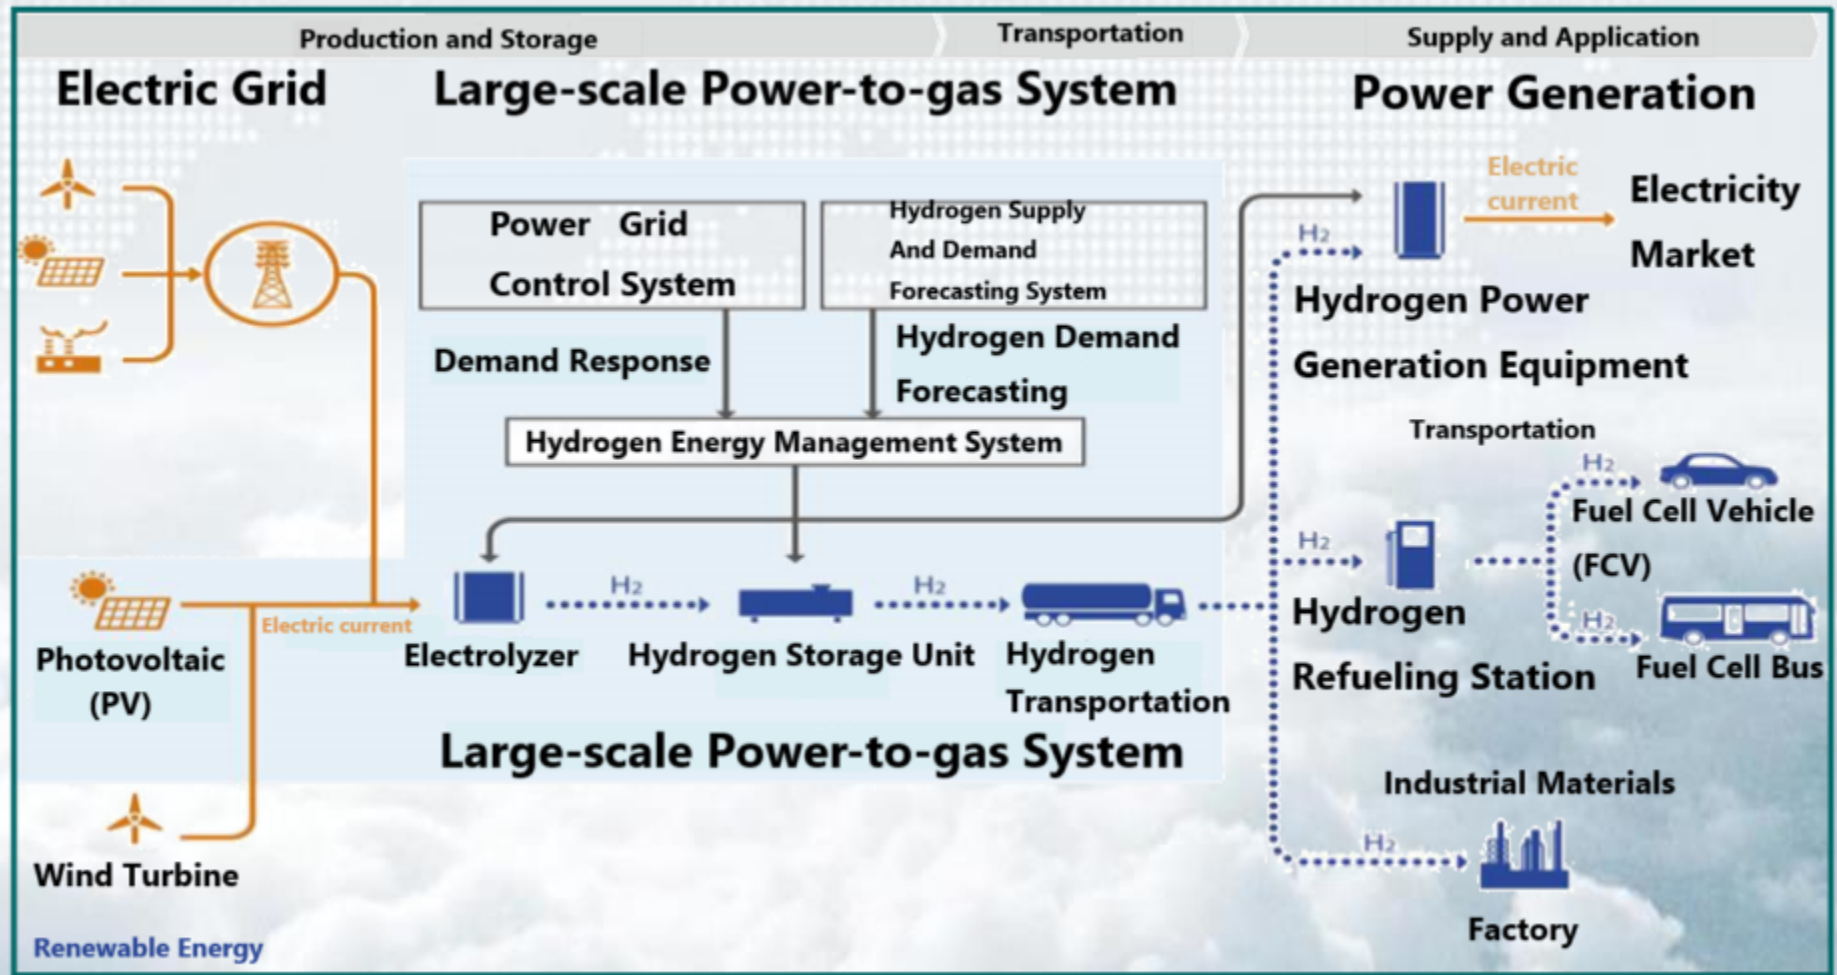 Production and Storage
Transportation
Supply and Application
Electric Grid
Large-scale Power-to-gas System
Power Generation
Power Grid
Control System
Hydrogen Supply
And Demand
Forecasting System
Demand Response
Hydrogen Demand
Forecasting
Hydrogen Energy Management System
Electric
current
Electricity
Market
H2
Hydrogen Power
Generation Equipment
Transportation
H2
Fuel Cell Vehicle
(FCV)
H2
Hydrogen
Refueling Station
H2
Fuel Cell Bus
Photovoltaic
(PV)
Electric current
Electrolyzer
H2
Hydrogen Storage Unit
H2
Hydrogen
Transportation
Large-scale Power-to-gas System
Industrial Materials
H2
Factory
Wind Turbine
Renewable Energy